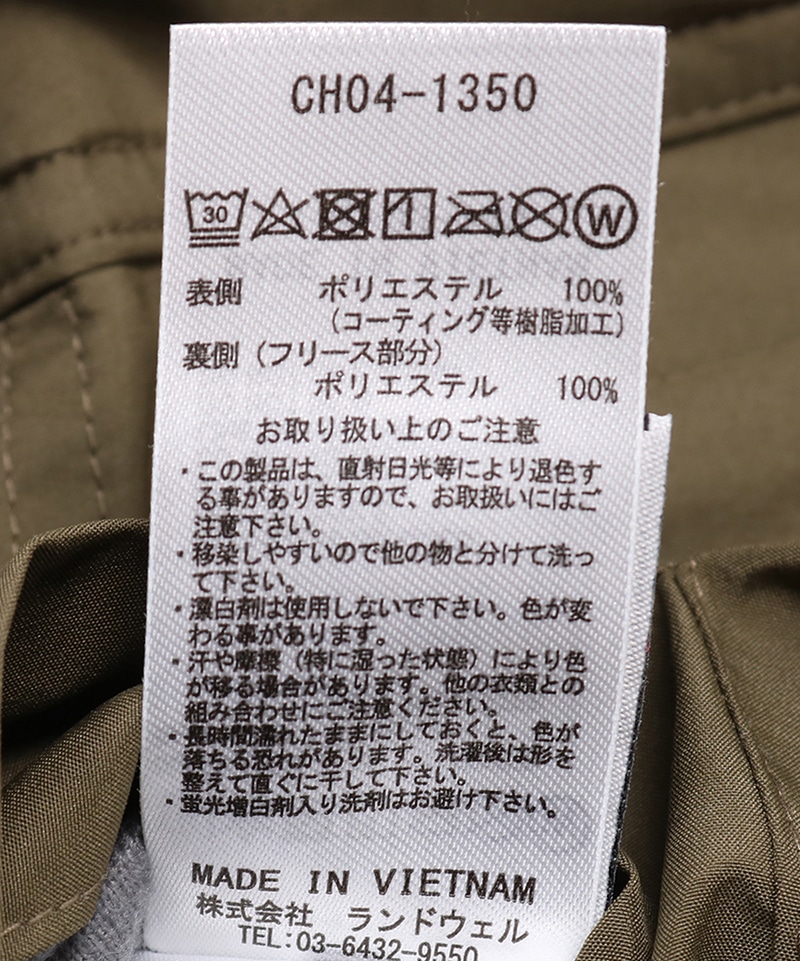 CH04-1350
30 W
表側 ポリエステル 100%
(コーティング等樹脂加工)
裏側 (フリース部分)
ポリエステル 100%
お取り扱い上のご注意
・この製品は、直射日光等により退色す
る事がありますので、お取扱いにはご
注意下さい。
・移染しやすいので他の物と分けて洗っ
て下さい。
・漂白剤は使用しないで下さい。色が変
わる事があります。
・汗や摩擦 (特に湿った状態) により色
が移る場合があります。他の衣類との
組み合わせにご注意ください。
・長時間濡れたままにしておくと、色が
落ちる恐れがあります。洗濯後は形を
整えて直ぐに干して下さい。
・蛍光増白剤入り洗剤はお避け下さい。
MADE IN VIETNAM
株式会社 ランドウェル
TEL:03-6432-9550